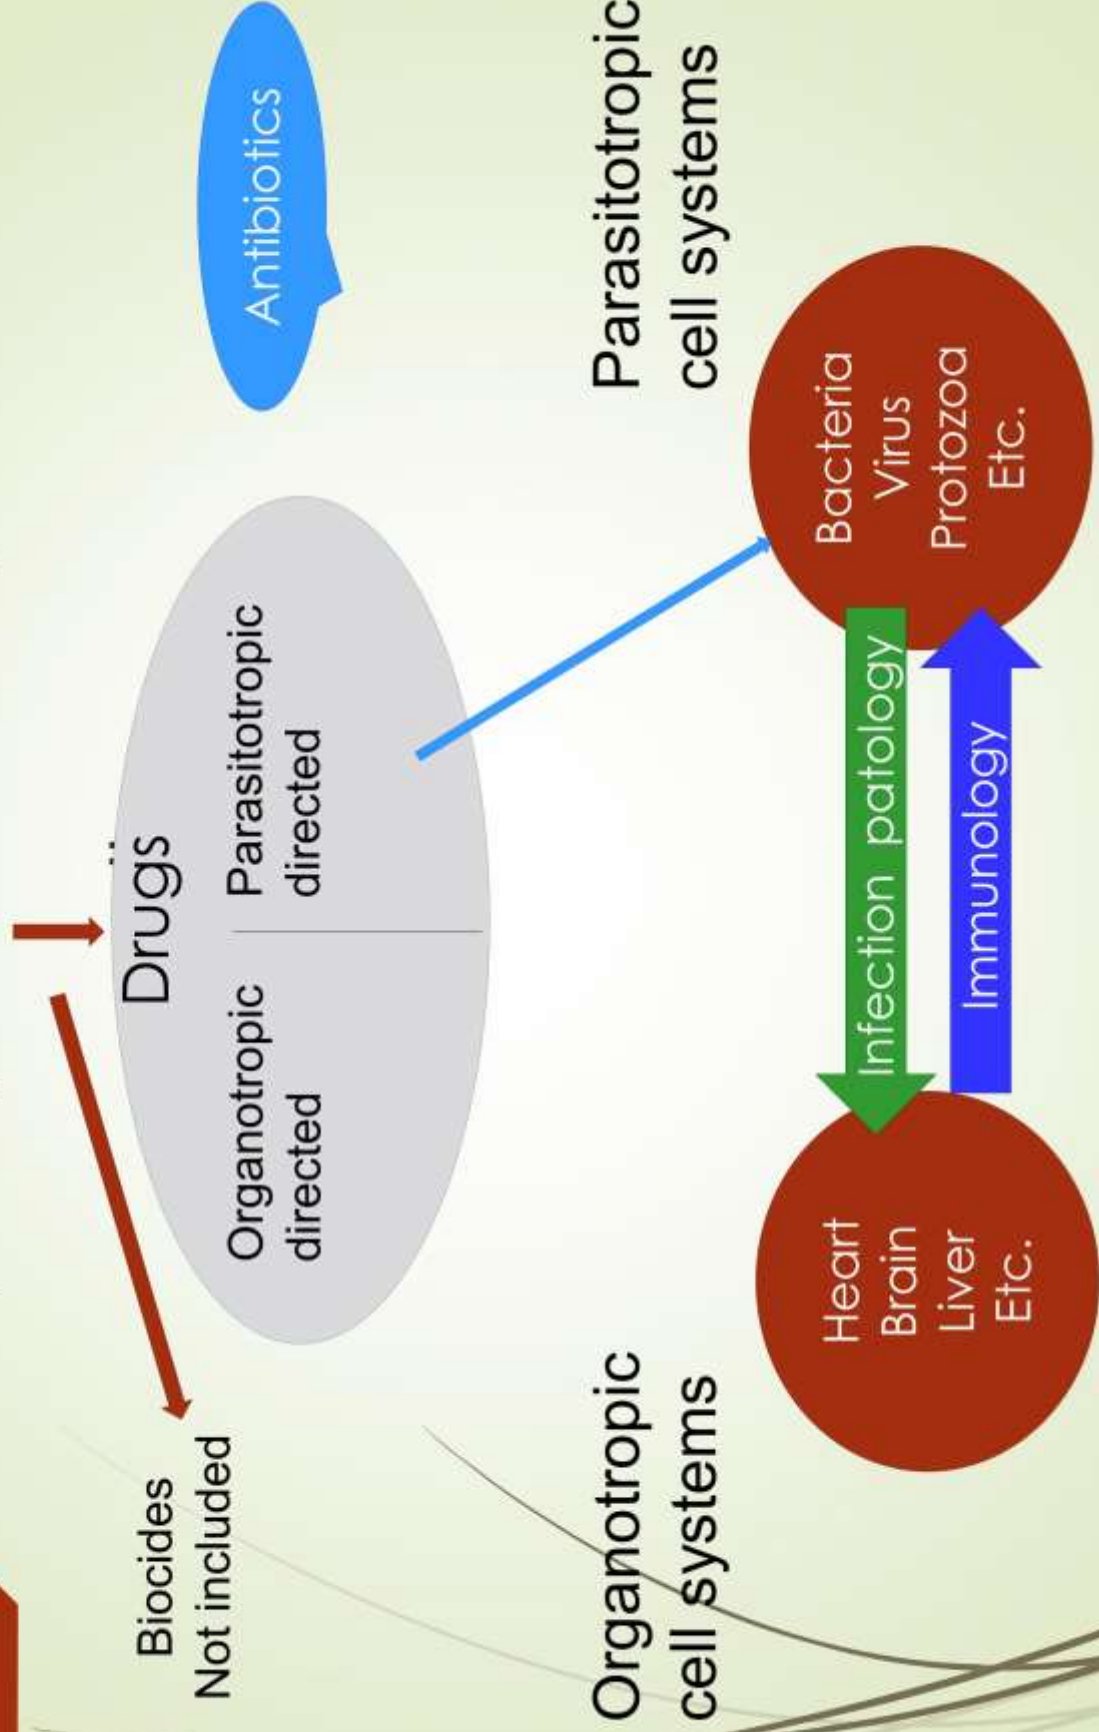 Biocides
Not included
Drugs
Organotropic
directed
Parasitotropic
directed
Antibiotics
Organotropic
cell systems
Parasitotropic
cell systems
Heart
Brain
Liver
Etc.
Infection patology
Immunology
Bacteria
Virus
Protozoa
Etc.